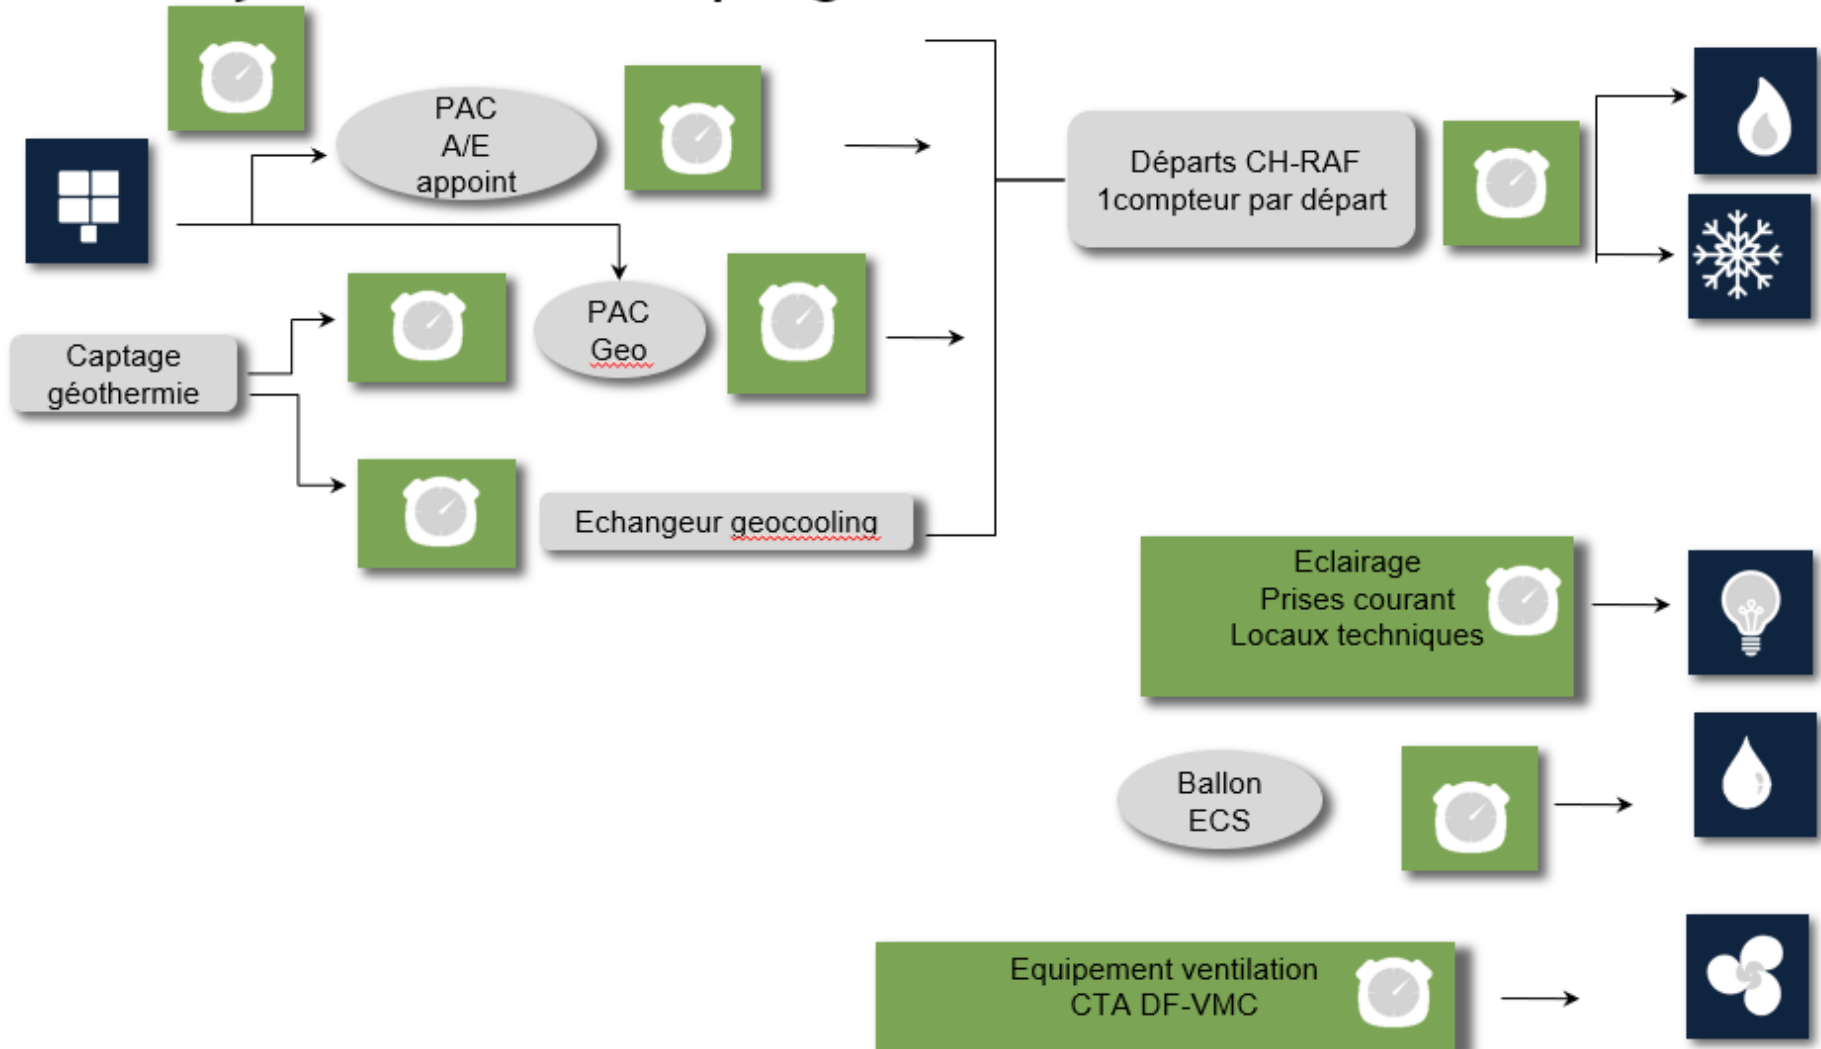 PAC
A/E
appoint
Départs CH-RAF
1compteur par départ
PAC
Geo
Captage
géothermie
Echangeur geocooling
Eclairage
Prises courant
Locaux techniques
Ballon
ECS
Equipement ventilation
CTA DF-VMC